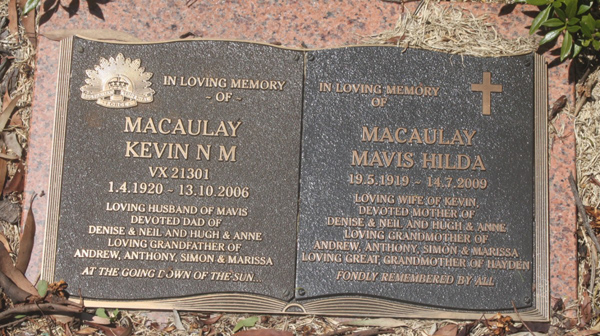 IN LOVING MEMORY
~ OF ~
MACAULAY
KEVIN N M
VX 21301
1.4.1920 ~ 13.10.2006
LOVING HUSBAND OF MAVIS
DEVOTED DAD OF
DENISE & NEIL AND HUGH & ANNE
LOVING GRANDFATHER OF
ANDREW, ANTHONY, SIMON & MARISSA
AT THE GOING DOWN OF THE SUN...
IN LOVING MEMORY
OF
MACAULAY
MAVIS HILDA
19.5.1919 ~ 14.7.2009
LOVING WIFE OF KEVIN,
DEVOTED MOTHER OF
DENISE & NEIL AND HUGH & ANNE,
LOVING GRANDMOTHER OF
ANDREW, ANTHONY, SIMON & MARISSA
LOVING GREAT, GRANDMOTHER OF HAYDEN
FONDLY REMEMBERED BY ALL